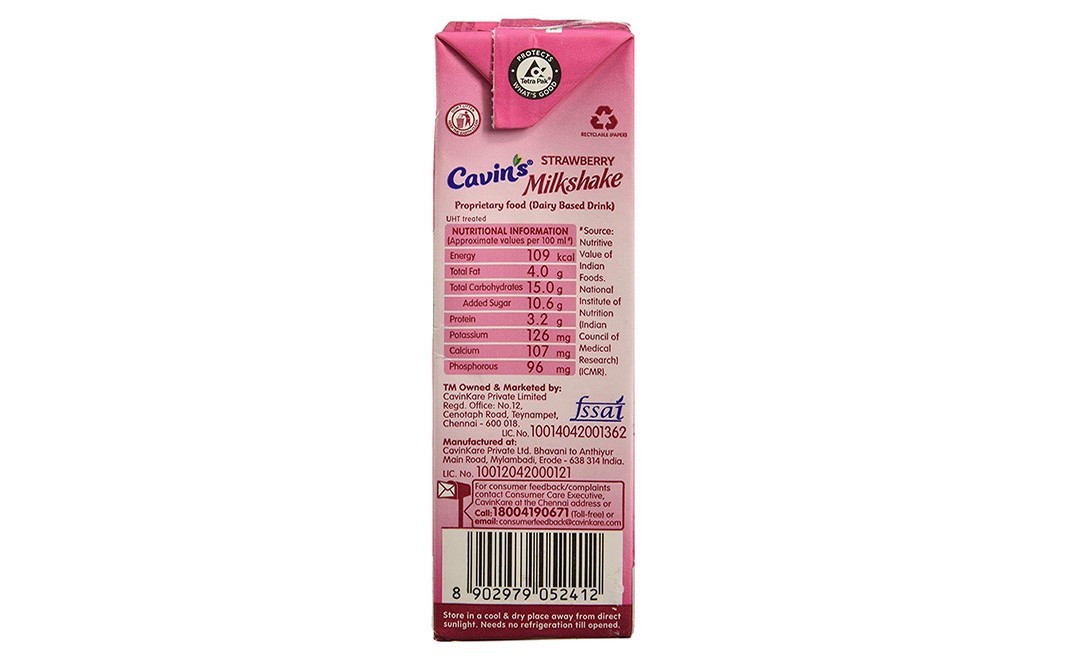 PROTECTS
Tetra Pak®
WHAT'S GOOD
RECYCLABLE (PAPER)
Cavin's® STRAWBERRY
Milkshake
Proprietary food (Dairy Based Drink)
UHT treated
NUTRITIONAL INFORMATION
(Approximate values per 100 ml#)
Energy 109 kcal
Total Fat 4.0 g
Total Carbohydrates 15.0 g
Added Sugar 10.6 g
Protein 3.2 g
Potassium 126 mg
Calcium 107 mg
Phosphorous 96 mg
#Source:
Nutritive
Value of
Indian
Foods.
National
Institute of
Nutrition
(Indian
Council of
Medical
Research)
(ICMR).
TM Owned & Marketed by:
CavinKare Private Limited
Regd. Office: No.12,
Cenotaph Road, Teynampet,
Chennai - 600 018.
fssai
LIC. No. 10014042001362
Manufactured at:
CavinKare Private Ltd. Bhavani to Anthiyur
Main Road, Mylambadi, Erode - 638 314 India.
LIC. No. 10012042000121
For consumer feedback/complaints
contact Consumer Care Executive,
CavinKare at the Chennai address or
Call: 18004190671 (Toll-free) or
email: consumerfeedback@cavinkare.com
8 902979 052412
Store in a cool & dry place away from direct
sunlight. Needs no refrigeration till opened.